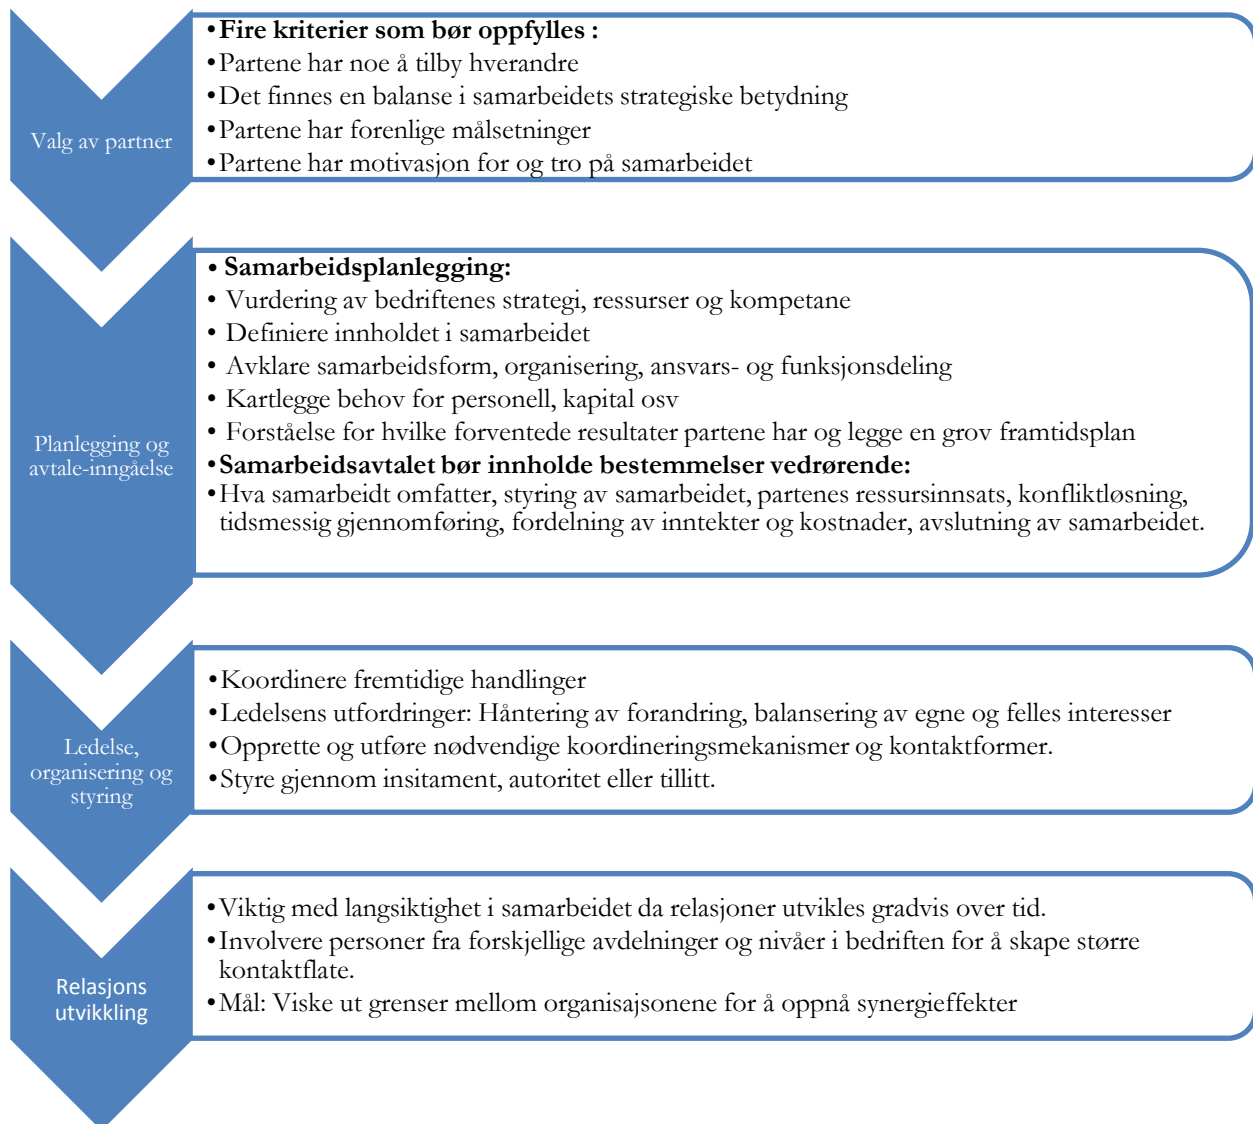 Valg av partner
•Fire kriterier som bør oppfylles :
•Partene har noe å tilby hverandre
•Det finnes en balanse i samarbeidets strategiske betydning
•Partene har forenlige målsetninger
•Partene har motivasjon for og tro på samarbeidet
Planlegging og
avtale-inngåelse
• Samarbeidsplanlegging:
• Vurdering av bedriftenes strategi, ressurser og kompetane
• Definiere innholdet i samarbeidet
• Avklare samarbeidsform, organisering, ansvars- og funksjonsdeling
• Kartlegge behov for personell, kapital osv
• Forståelse for hvilke forventede resultater partene har og legge en grov framtidsplan
•Samarbeidsavtalet bør innholde bestemmelser vedrørende:
•Hva samarbeidt omfatter, styring av samarbeidet, partenes ressursinnsats, konfliktløsning,
tidsmessig gjennomføring, fordelning av inntekter og kostnader, avslutning av samarbeidet.
Ledelse,
organisering og
styring
•Koordinere fremtidige handlinger
•Ledelsens utfordringer: Håntering av forandring, balansering av egne og felles interesser
•Opprette og utføre nødvendige koordineringsmekanismer og kontaktformer.
•Styre gjennom insitament, autoritet eller tillitt.
Relasjons
utvikkling
•Viktig med langsiktighet i samarbeidet da relasjoner utvikles gradvis over tid.
•Involvere personer fra forskjellige avdelninger og nivåer i bedriften for å skape større
kontaktflate.
•Mål: Viske ut grenser mellom organisajsonene for å oppnå synergieffekter